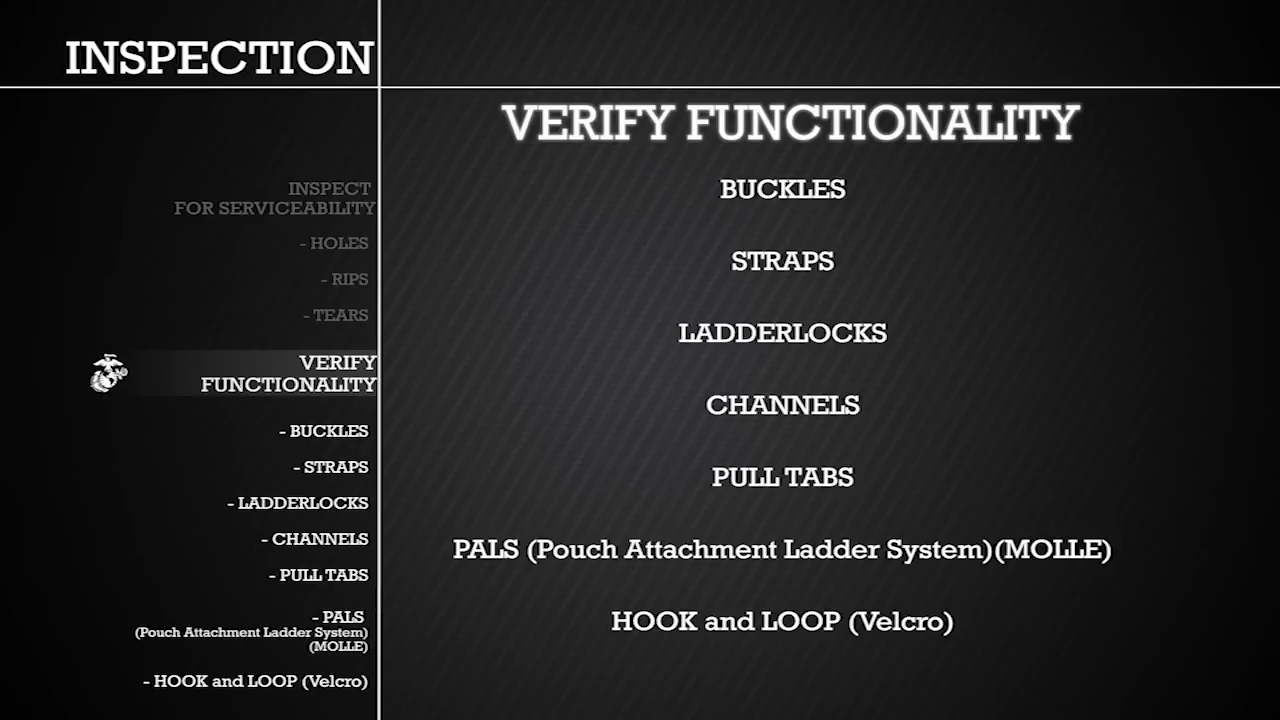 INSPECTION
INSPECT
FOR SERVICEABILITY
- HOLES
- RIPS
- TEARS
VERIFY
FUNCTIONALITY
- BUCKLES
- STRAPS
- LADDERLOCKS
- CHANNELS
- PULL TABS
- PALS
(Pouch Attachment Ladder System)
(MOLLE)
- HOOK and LOOP (Velcro)
VERIFY FUNCTIONALITY
BUCKLES
STRAPS
LADDERLOCKS
CHANNELS
PULL TABS
PALS (Pouch Attachment Ladder System)(MOLLE)
HOOK and LOOP (Velcro)